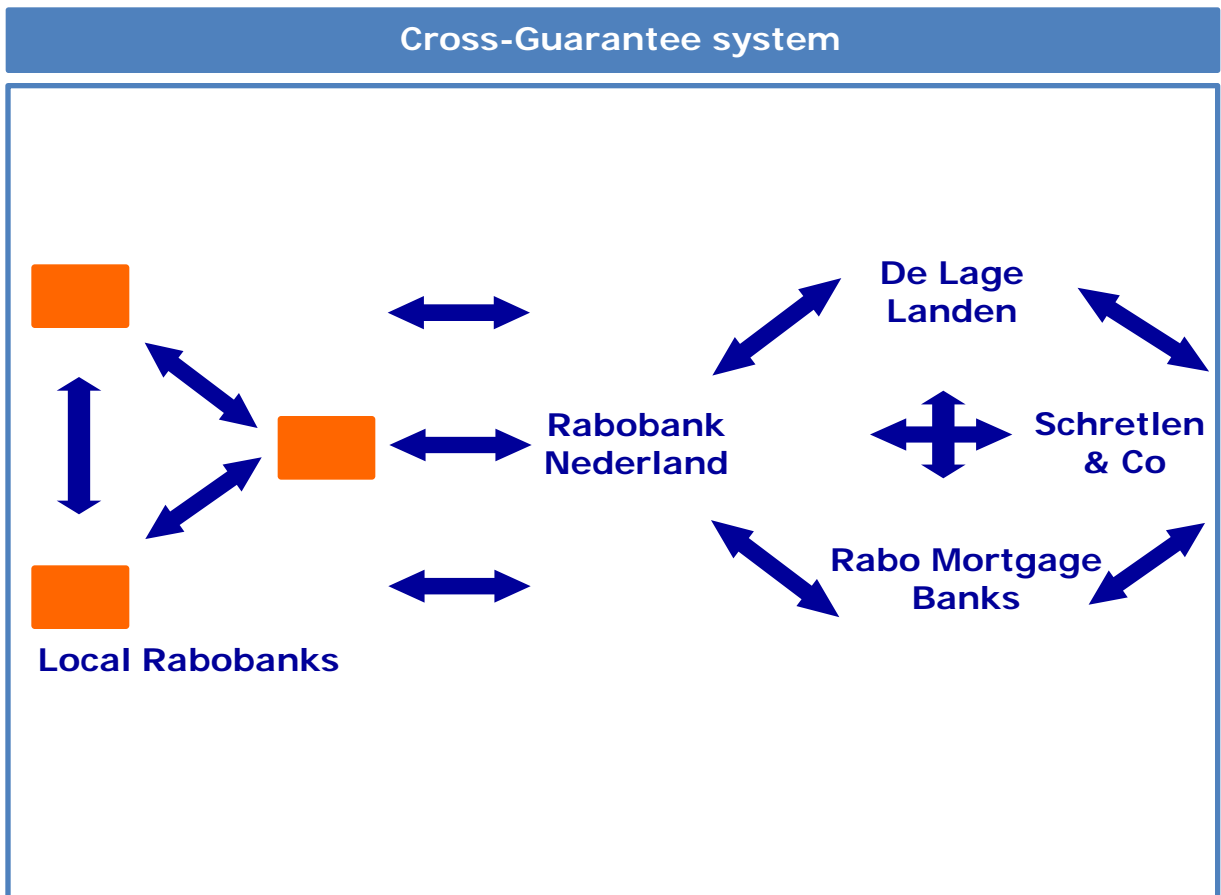 Cross-Guarantee system
De Lage
Landen
Rabobank
Nederland
Schretlen
& Co
Rabo Mortgage
Banks
Local Rabobanks